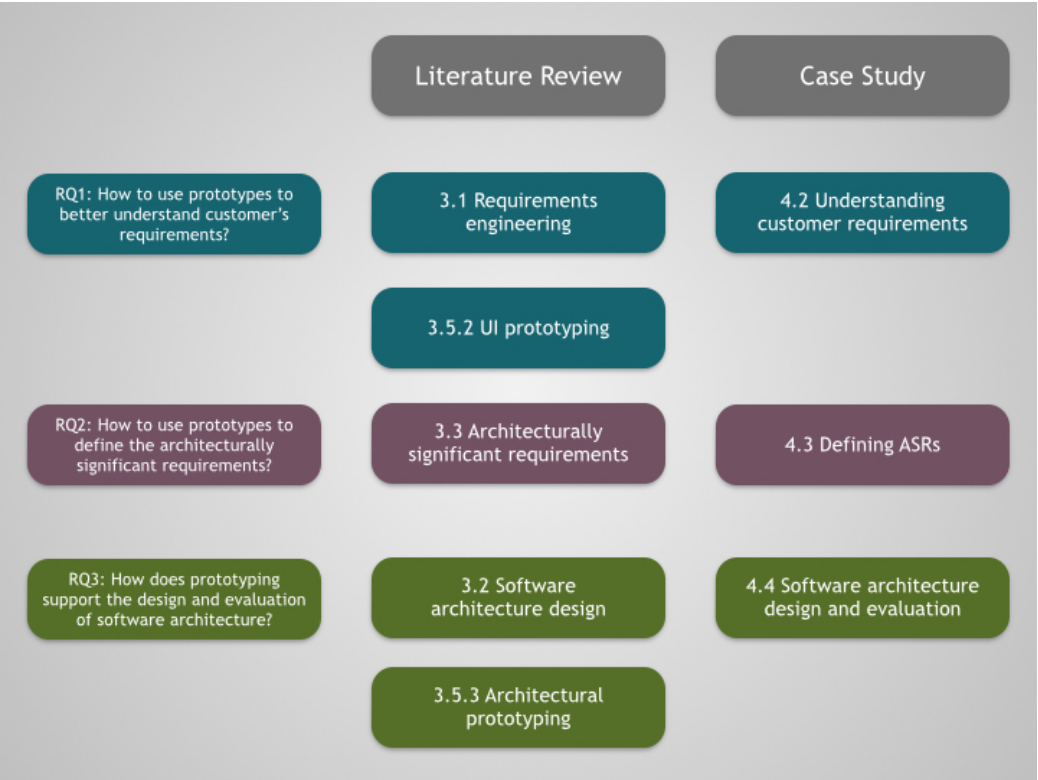 Literature Review
Case Study
RQ1: How to use prototypes to
better understand customer's
requirements?
3.1 Requirements
engineering
4.2 Understanding
customer requirements
3.5.2 UI prototyping
RQ2: How to use prototypes to
define the architecturally
significant requirements?
3.3 Architecturally
significant requirements
4.3 Defining ASRs
RQ3: How does prototyping
support the design and evaluation
of software architecture?
3.2 Software
architecture design
4.4 Software architecture
design and evaluation
3.5.3 Architectural
prototyping